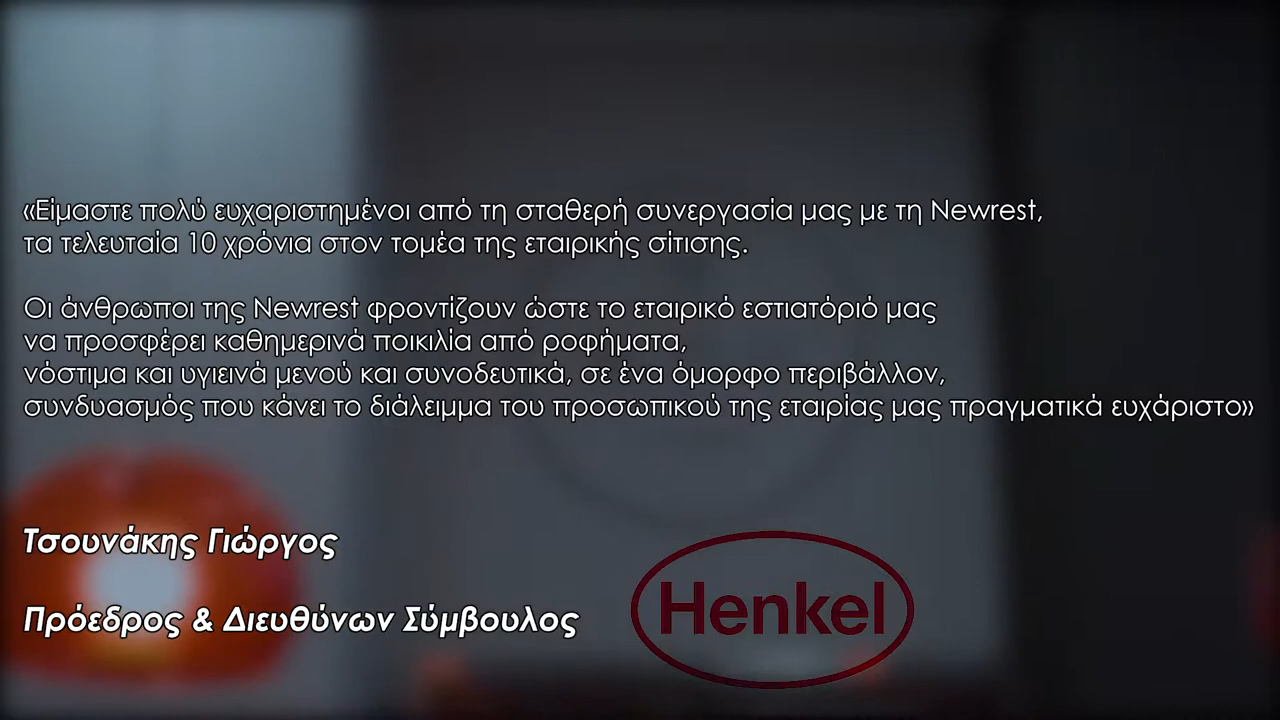 «Είμαστε πολύ ευχαριστημένοι από τη σταθερή συνεργασία μας με τη Newrest,
τα τελευταία 10 χρόνια στον τομέα της εταιρικής σίτισης.
Οι άνθρωποι της Newrest φροντίζουν ώστε το εταιρικό εστιατόριό μας
να προσφέρει καθημερινά ποικιλία από ροφήματα,
νόστιμα και υγιεινά μενού και συνοδευτικά, σε ένα όμορφο περιβάλλον,
συνδυασμός που κάνει το διάλειμμα του προσωπικού της εταιρίας μας πραγματικά ευχάριστο»
Τσουνάκης Γιώργος
Πρόεδρος & Διευθύνων Σύμβουλος
Henkel